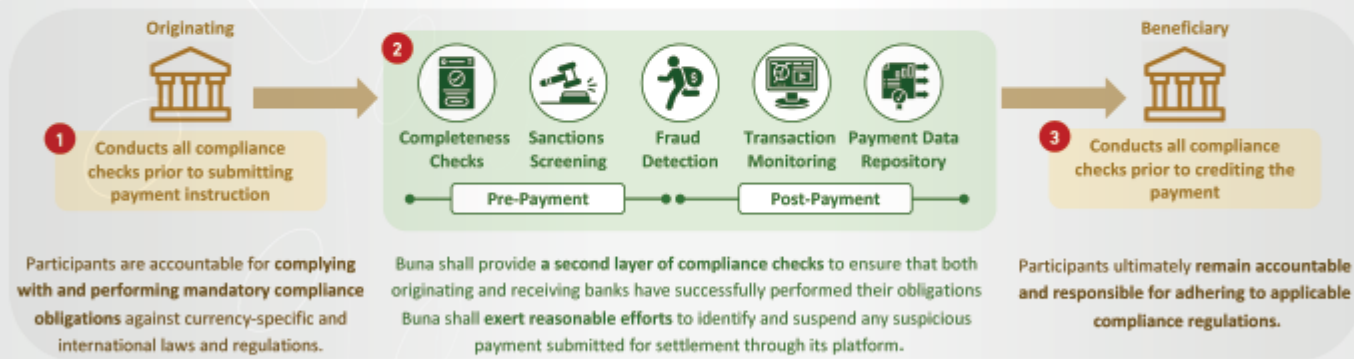 Originating
1
Conducts all compliance
checks prior to submitting
payment instruction
Participants are accountable for complying
with and performing mandatory compliance
obligations against currency-specific and
international laws and regulations.
2
Completeness
Checks
Sanctions
Screening
Fraud
Detection
Transaction
Monitoring
Payment Data
Repository
Pre-Payment
Post-Payment
Buna shall provide a second layer of compliance checks to ensure that both
originating and receiving banks have successfully performed their obligations
Buna shall exert reasonable efforts to identify and suspend any suspicious
payment submitted for settlement through its platform.
Beneficiary
3
Conducts all compliance
checks prior to crediting the
payment
Participants ultimately remain accountable
and responsible for adhering to applicable
compliance regulations.